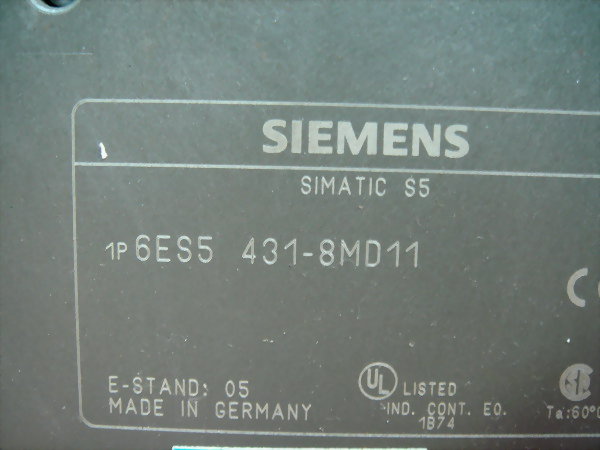 SIEMENS
SIMATIC S5
1P 6ES5 431-8MD11
E-STAND: 05
MADE IN GERMANY
UL LISTED
IND. CONT. EQ.
1B74
Ta:60°C